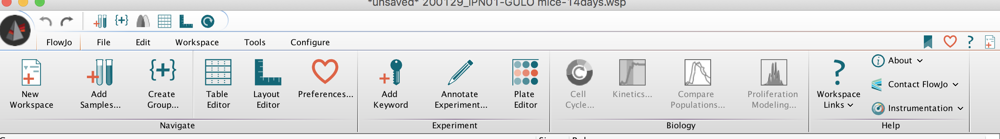 *unsaved* 200129_IPN01-GULO mice-14days.wsp
FlowJo File Edit Workspace Tools Configure
New Workspace
Add Samples...
Create Group...
Table Editor
Layout Editor
Preferences...
Navigate
Add Keyword
Annotate Experiment...
Plate Editor
Experiment
Cell Cycle...
Kinetics...
Compare Populations...
Proliferation Modeling...
Biology
Workspace Links
About
Contact FlowJo
Instrumentation
Help